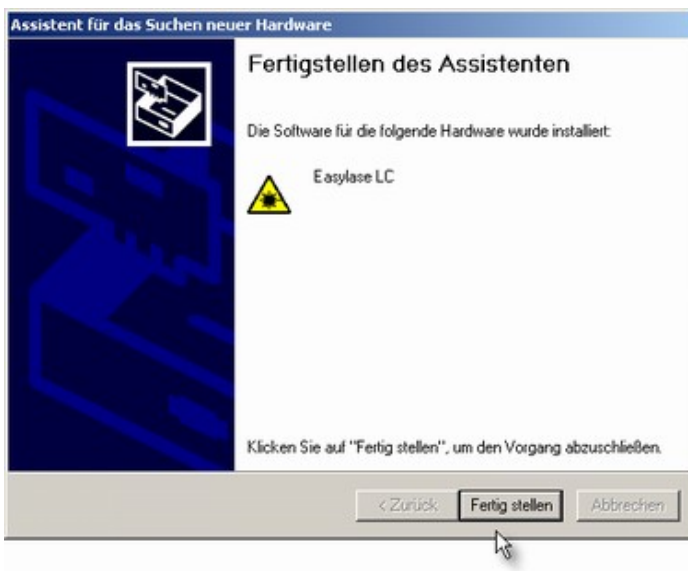 Assistent für das Suchen neuer Hardware
Fertigstellen des Assistenten
Die Software für die folgende Hardware wurde installiert:
Easylase LC
Klicken Sie auf "Fertig stellen", um den Vorgang abzuschließen.
< Zurück Fertig stellen Abbrechen